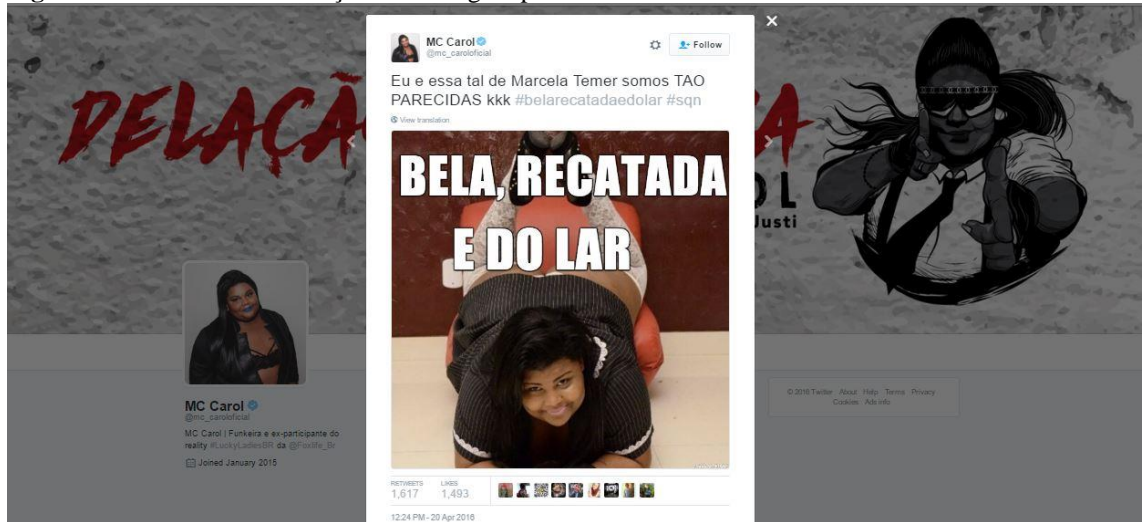 DELAÇÃ
A
OL
Justi
MC Carol
@mc_caroloficial
Follow
Eu e essa tal de Marcela Temer somos TAO
PARECIDAS kkk #belarecatadaedolar #sqn
View translation
BELA, RECATADA
E DO LAR
RETWEETS
LIKES
1,617
1,493
12:24 PM - 20 Apr 2016
MC Carol
@mc_caroloficial
MC Carol | Funkeira e ex-participante do
reality #LuckyLadiesBR da @Foxlife_Br
Joined January 2015
© 2016 Twitter About Help Terms Privacy
Cookies Ads info